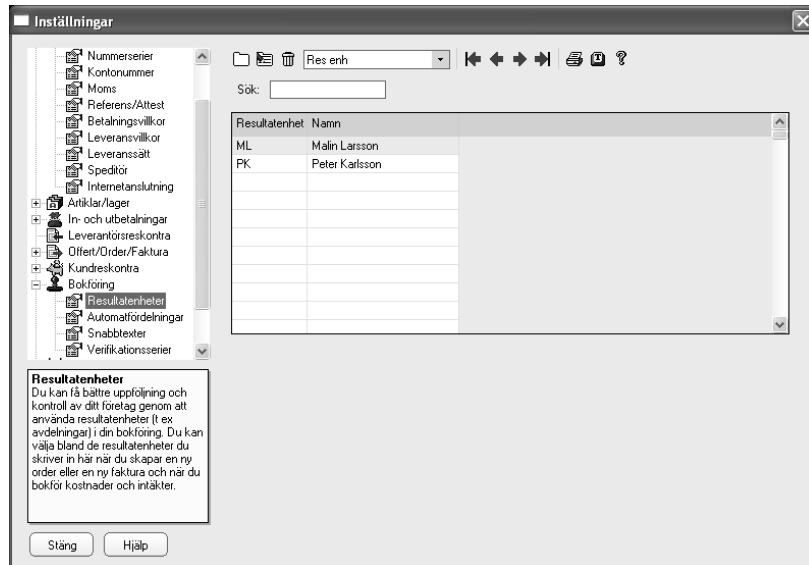 Inställningar
Nummerserier
Kontonummer
Moms
Referens/Attest
Betalningsvillkor
Leveransvillkor
Leveranssätt
Speditör
Internetanslutning
Artiklar/lager
In- och utbetalningar
Leverantörsreskontra
Offert/Order/Faktura
Kundreskontra
Bokföring
Resultatenheter
Automatfördelningar
Snabbtexter
Verifikationsserier
Resultatenheter
Du kan få bättre uppföljning och
kontroll av ditt företag genom att
använda resultatenheter (t ex
avdelningar) i din bokföring. Du kan
välja bland de resultatenheter du
skriver in här när du skapar en ny
order eller en ny faktura och när du
bokför kostnader och intäkter.
Stäng Hjälp
Res enh
Sök:
Resultatenhet Namn
ML Malin Larsson
PK Peter Karlsson